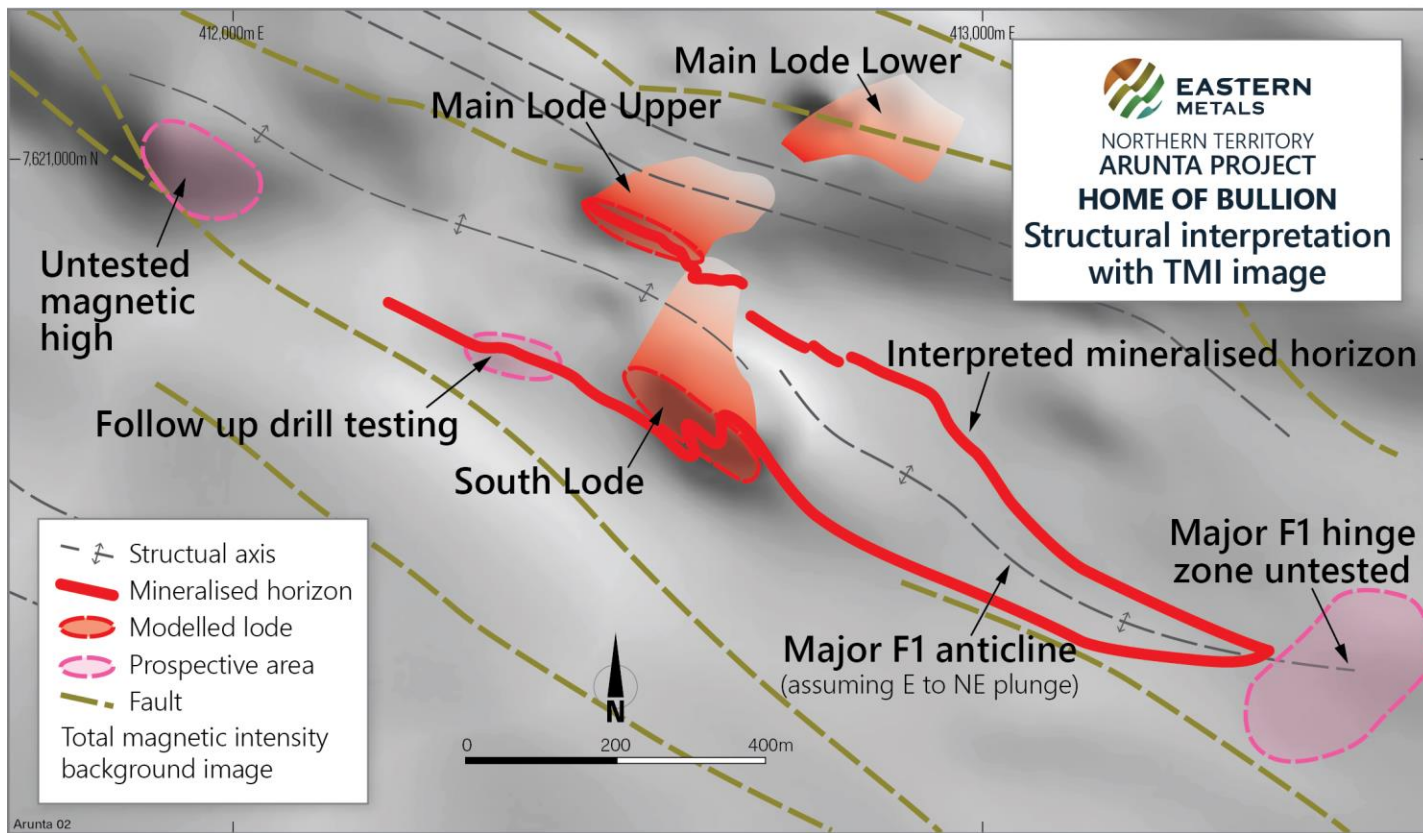 412,000m E
413,000m E
7,621,000m N
Main Lode Lower
Main Lode Upper
EASTERN
METALS
NORTHERN TERRITORY
ARUNTA PROJECT
HOME OF BULLION
Structural interpretation
with TMI image
Untested
magnetic
high
Interpreted mineralised horizon
Follow up drill testing
South Lode
Major F1 hinge
zone untested
Major F1 anticline
(assuming E to NE plunge)
Structual axis
Mineralised horizon
Modelled lode
Prospective area
Fault
Total magnetic intensity
background image
N
0 200 400m
Arunta 02